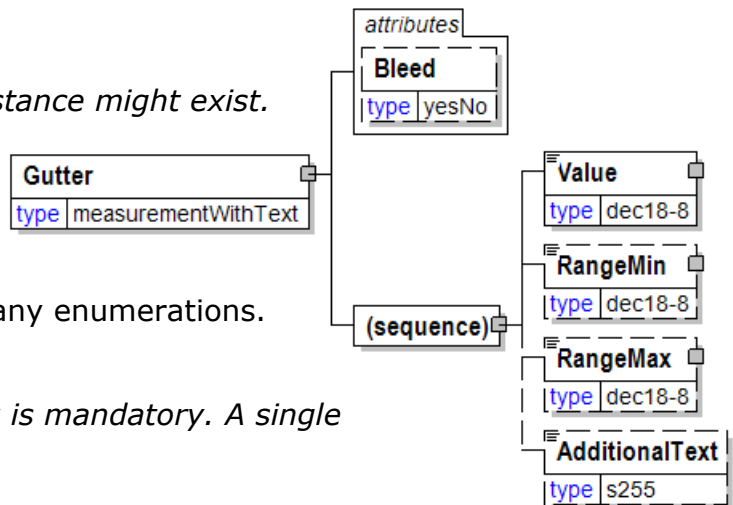 attributes
Bleed
type yesNo
stance might exist.
Gutter
type measurementWithText
Value
type dec18-8
RangeMin
type dec18-8
any enumerations.
(sequence)
RangeMax
type dec18-8
is mandatory. A single
AdditionalText
type s255